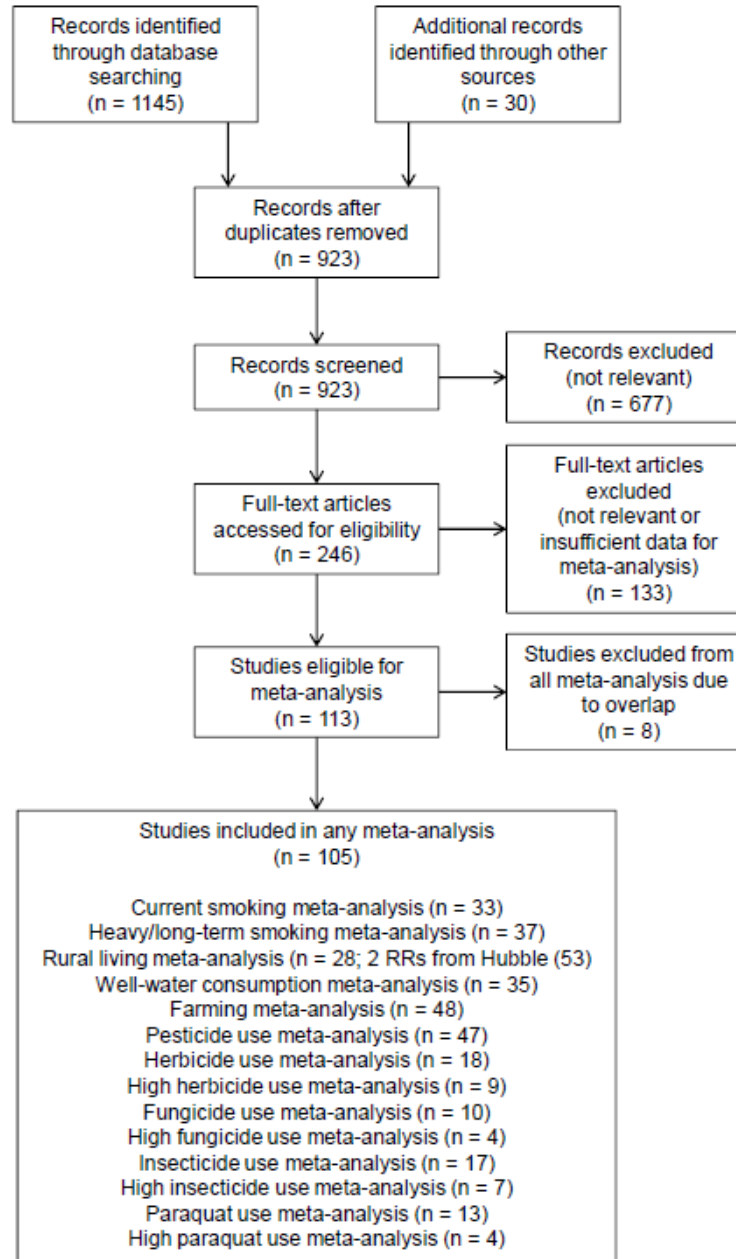 Records identified
through database
searching
(n = 1145)
Additional records
identified through other
sources
(n = 30)
Records after
duplicates removed
(n = 923)
Records screened
(n = 923)
Records excluded
(not relevant)
(n = 677)
Full-text articles
accessed for eligibility
(n = 246)
Full-text articles
excluded
(not relevant or
insufficient data for
meta-analysis)
(n = 133)
Studies eligible for
meta-analysis
(n = 113)
Studies excluded from
all meta-analysis due
to overlap
(n = 8)
Studies included in any meta-analysis
(n = 105)
Current smoking meta-analysis (n = 33)
Heavy/long-term smoking meta-analysis (n = 37)
Rural living meta-analysis (n = 28; 2 RRs from Hubble (53)
Well-water consumption meta-analysis (n = 35)
Farming meta-analysis (n = 48)
Pesticide use meta-analysis (n = 47)
Herbicide use meta-analysis (n = 18)
High herbicide use meta-analysis (n = 9)
Fungicide use meta-analysis (n = 10)
High fungicide use meta-analysis (n = 4)
Insecticide use meta-analysis (n = 17)
High insecticide use meta-analysis (n = 7)
Paraquat use meta-analysis (n = 13)
High paraquat use meta-analysis (n = 4)